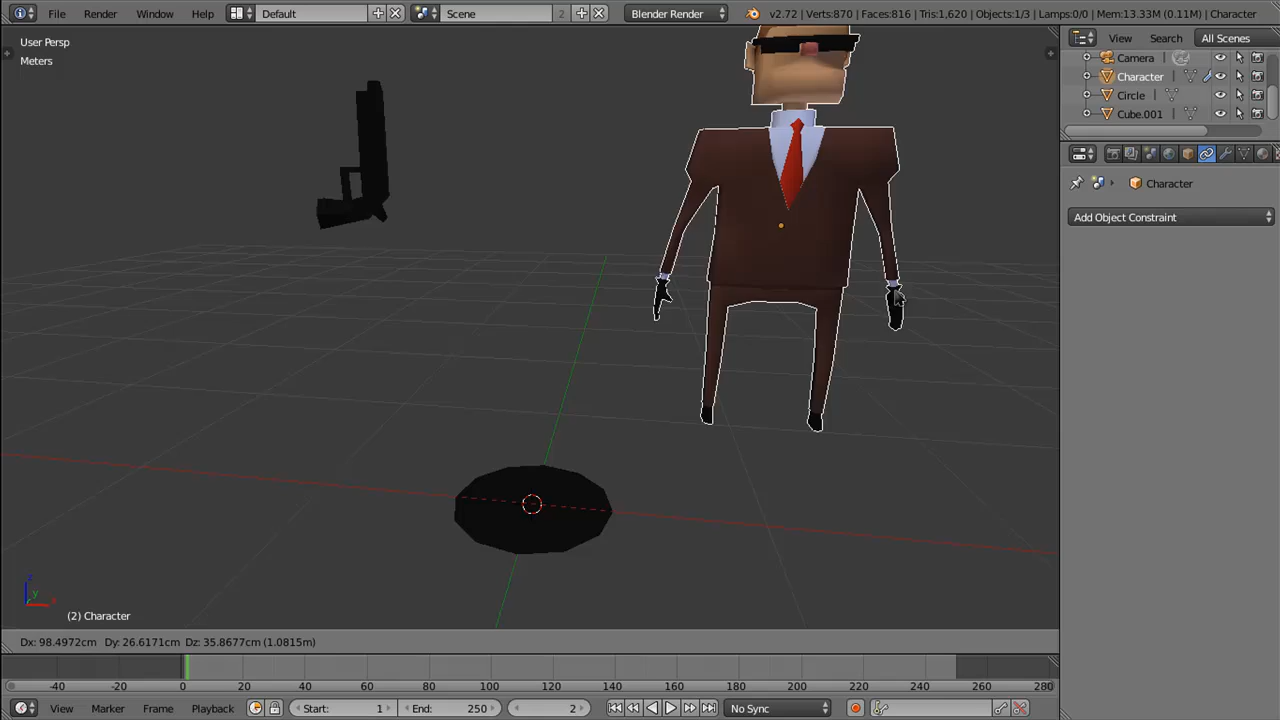 File Render Window Help Default Scene 2 Blender Render v2.72 | Verts:870 | Faces:816 | Tris:1,620 | Objects:1/3 | Lamps:0/0 | Mem:13.33M (0.11M) | Character
User Persp
Meters
View Search All Scenes
Camera
Character
Circle
Cube.001
Character
Add Object Constraint
z
y
x
(2) Character
Dx: 98.4972cm Dy: 26.6171cm Dz: 35.8677cm (1.0815m)
-40 -20 0 20 40 60 80 100 120 140 160 180 200 220 240 260 280
View Marker Frame Playback Start: 1 End: 250 2 No Sync